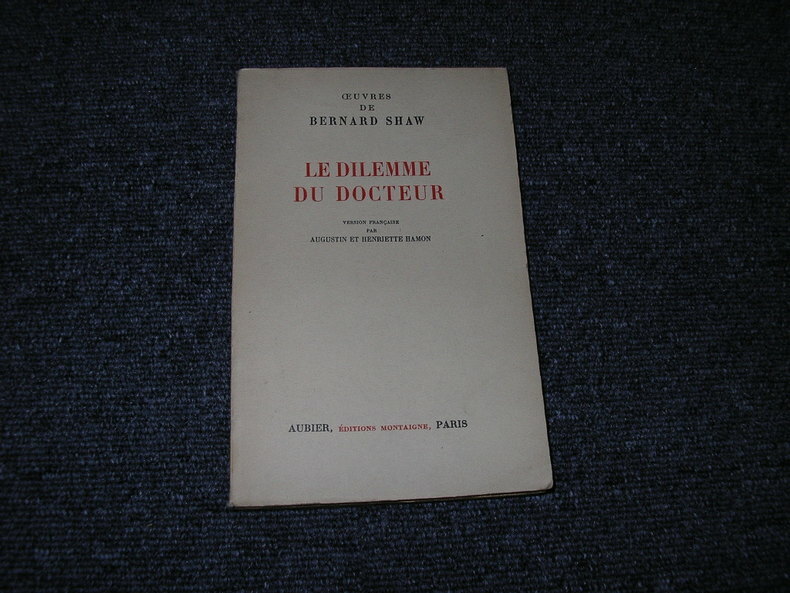 ŒUVRES
DE
BERNARD SHAW
LE DILEMME
DU DOCTEUR
VERSION FRANÇAISE
PAR
AUGUSTIN ET HENRIETTE HAMON
AUBIER, ÉDITIONS MONTAIGNE, PARIS